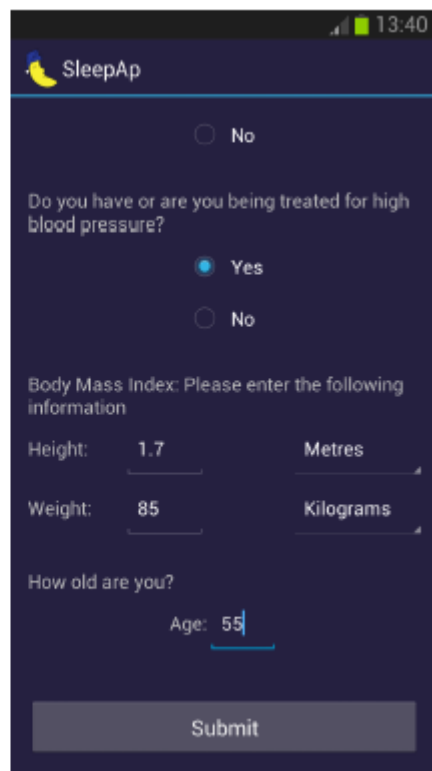 13:40
SleepAp
No
Do you have or are you being treated for high
blood pressure?
Yes
No
Body Mass Index: Please enter the following
information
Height: 1.7 Metres
Weight: 85 Kilograms
How old are you?
Age: 55
Submit